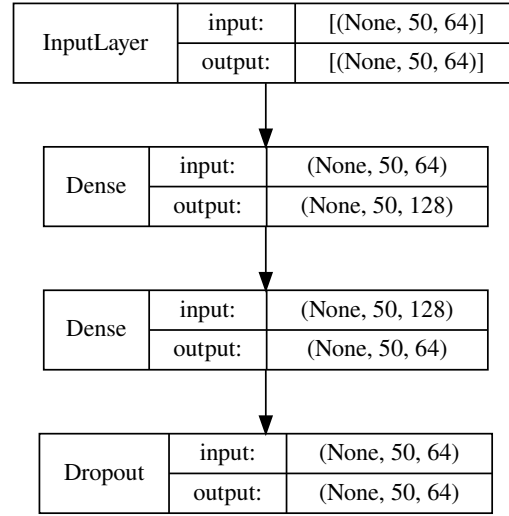 InputLayer
input: [(None, 50, 64)]
output: [(None, 50, 64)]
Dense
input: (None, 50, 64)
output: (None, 50, 128)
Dense
input: (None, 50, 128)
output: (None, 50, 64)
Dropout
input: (None, 50, 64)
output: (None, 50, 64)